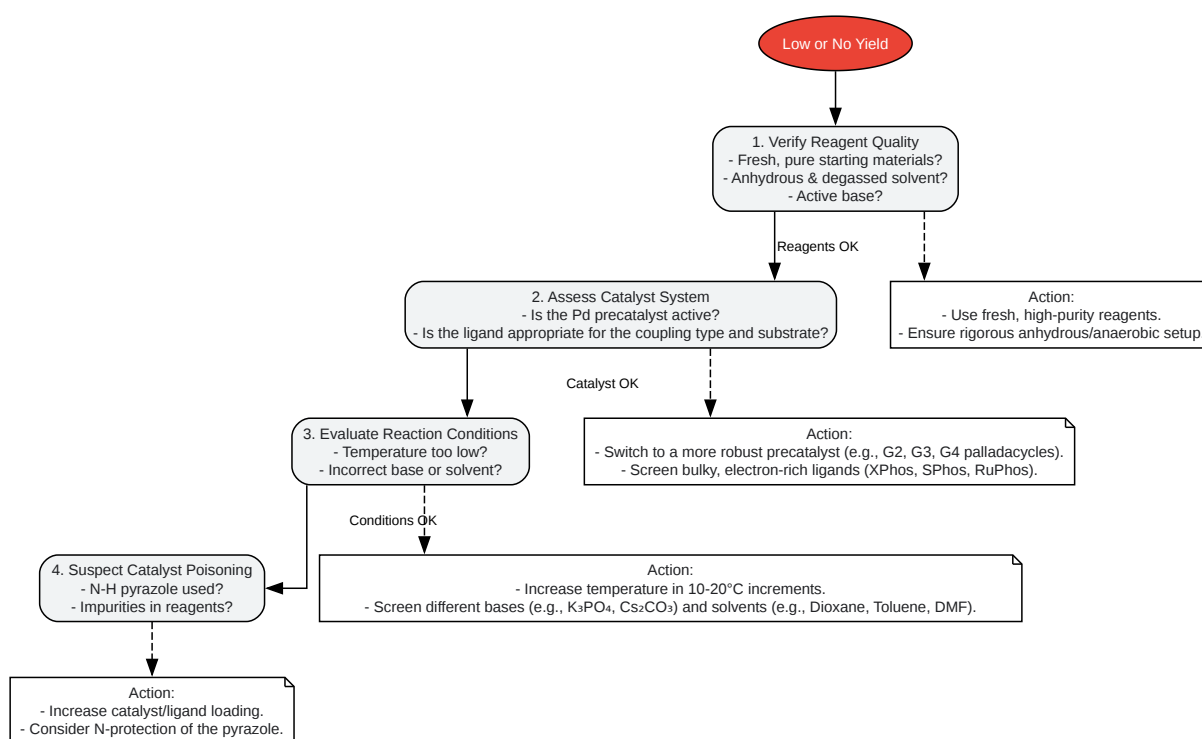 Low or No Yield
1. Verify Reagent Quality
- Fresh, pure starting materials?
- Anhydrous & degassed solvent?
- Active base?
Reagents OK
2. Assess Catalyst System
- Is the Pd precatalyst active?
- Is the ligand appropriate for the coupling type and substrate?
Action:
- Use fresh, high-purity reagents.
- Ensure rigorous anhydrous/anaerobic setup.
Catalyst OK
3. Evaluate Reaction Conditions
- Temperature too low?
- Incorrect base or solvent?
Action:
- Switch to a more robust precatalyst (e.g., G2, G3, G4 palladacycles).
- Screen bulky, electron-rich ligands (XPhos, SPhos, RuPhos).
Conditions OK
4. Suspect Catalyst Poisoning
- N-H pyrazole used?
- Impurities in reagents?
Action:
- Increase temperature in 10-20°C increments.
- Screen different bases (e.g., K₃PO₄, Cs₂CO₃) and solvents (e.g., Dioxane, Toluene, DMF).
Action:
- Increase catalyst/ligand loading.
- Consider N-protection of the pyrazole.